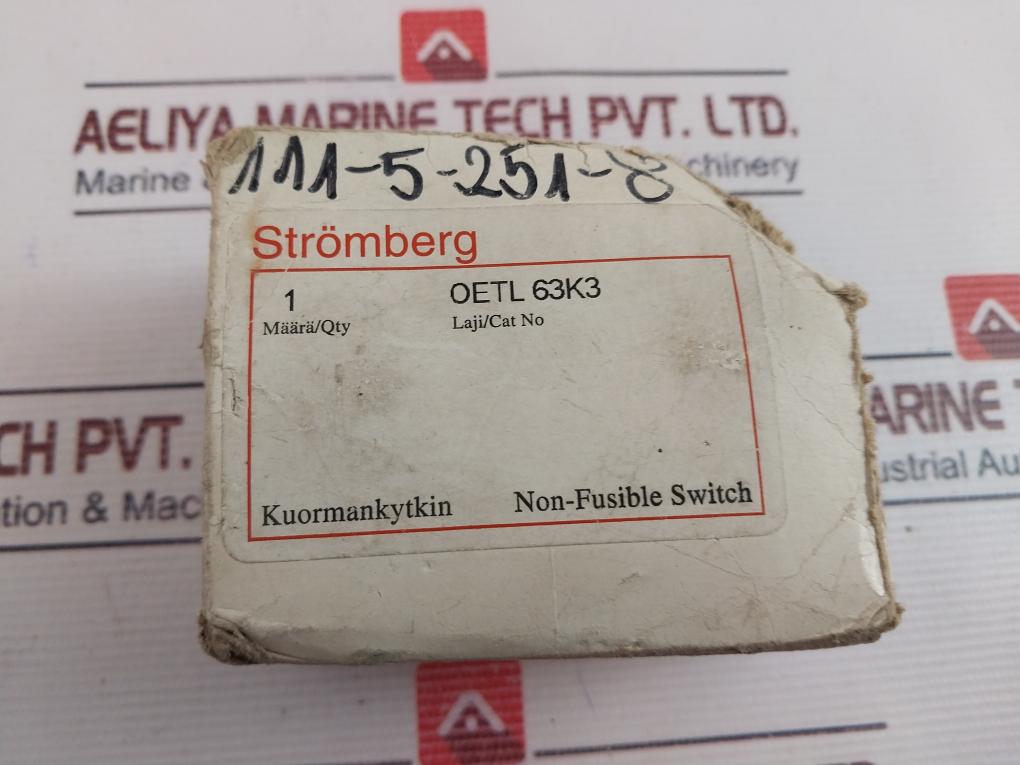 AELIYA MARINE TECH PVT. LTD.
Marine
chinery
111-5-251-8
Strömberg
1 OETL 63K3
Määrä/Qty Laji/Cat No
Kuormankytkin Non-Fusible Switch
CH PVT.
tion & Mac
ARINE
ustrial Au